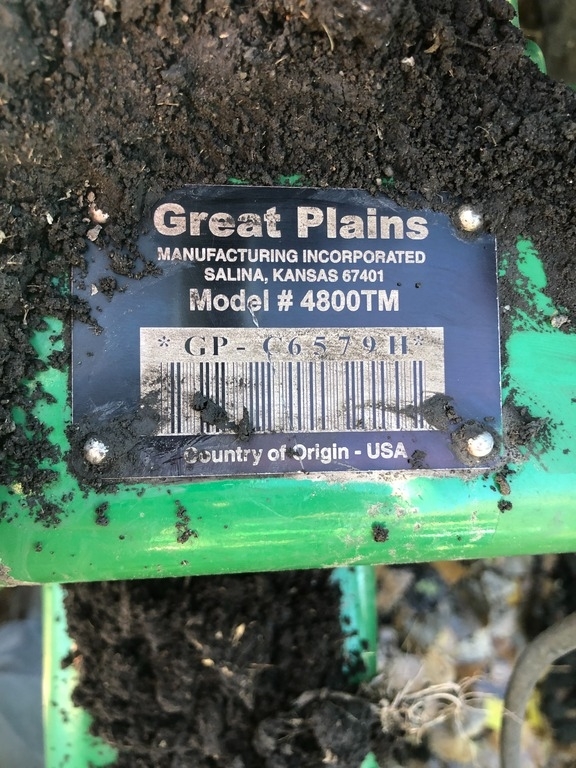 Great Plains
MANUFACTURING INCORPORATED
SALINA, KANSAS 67401
Model # 4800TM
*GP-C6579H*
Country of Origin - USA